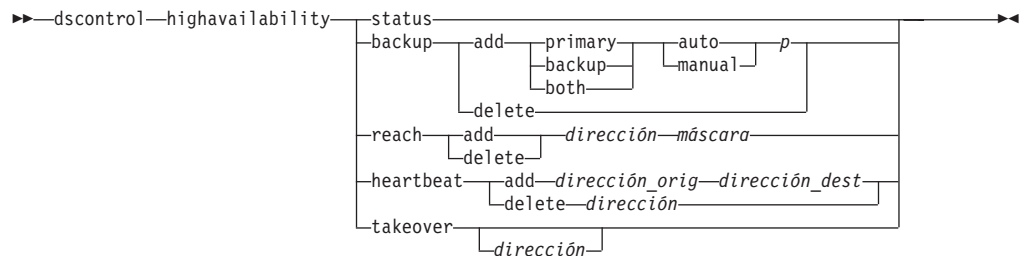 dscontrol highavailability status
backup add primary auto p
backup manual
both
delete
reach add dirección máscara
delete
heartbeat add dirección_orig dirección_dest
delete dirección
takeover
dirección